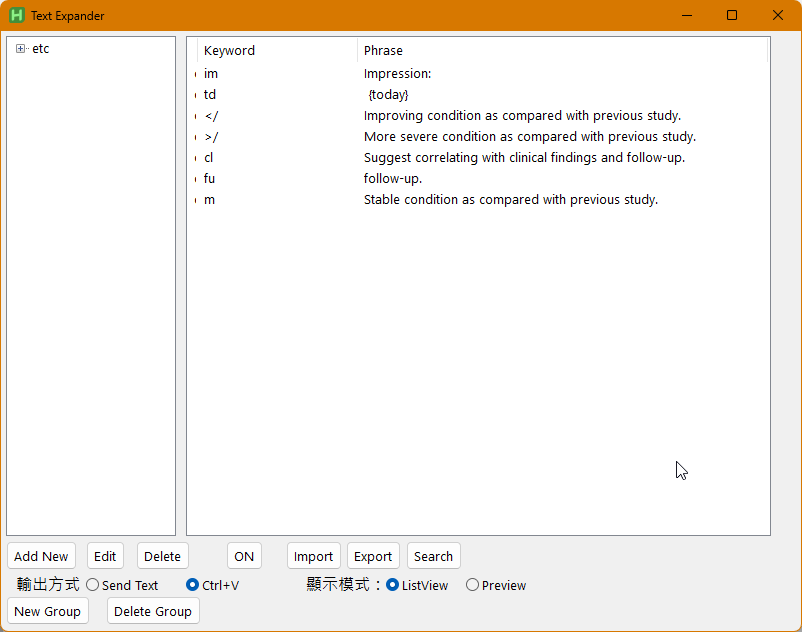 Text Expander
etc
Keyword Phrase
im Impression:
td {today}
</ Improving condition as compared with previous study.
>/ More severe condition as compared with previous study.
cl Suggest correlating with clinical findings and follow-up.
fu follow-up.
m Stable condition as compared with previous study.
Add New Edit Delete ON Import Export Search
輸出方式 Send Text Ctrl+V 顯示模式： ListView Preview
New Group Delete Group